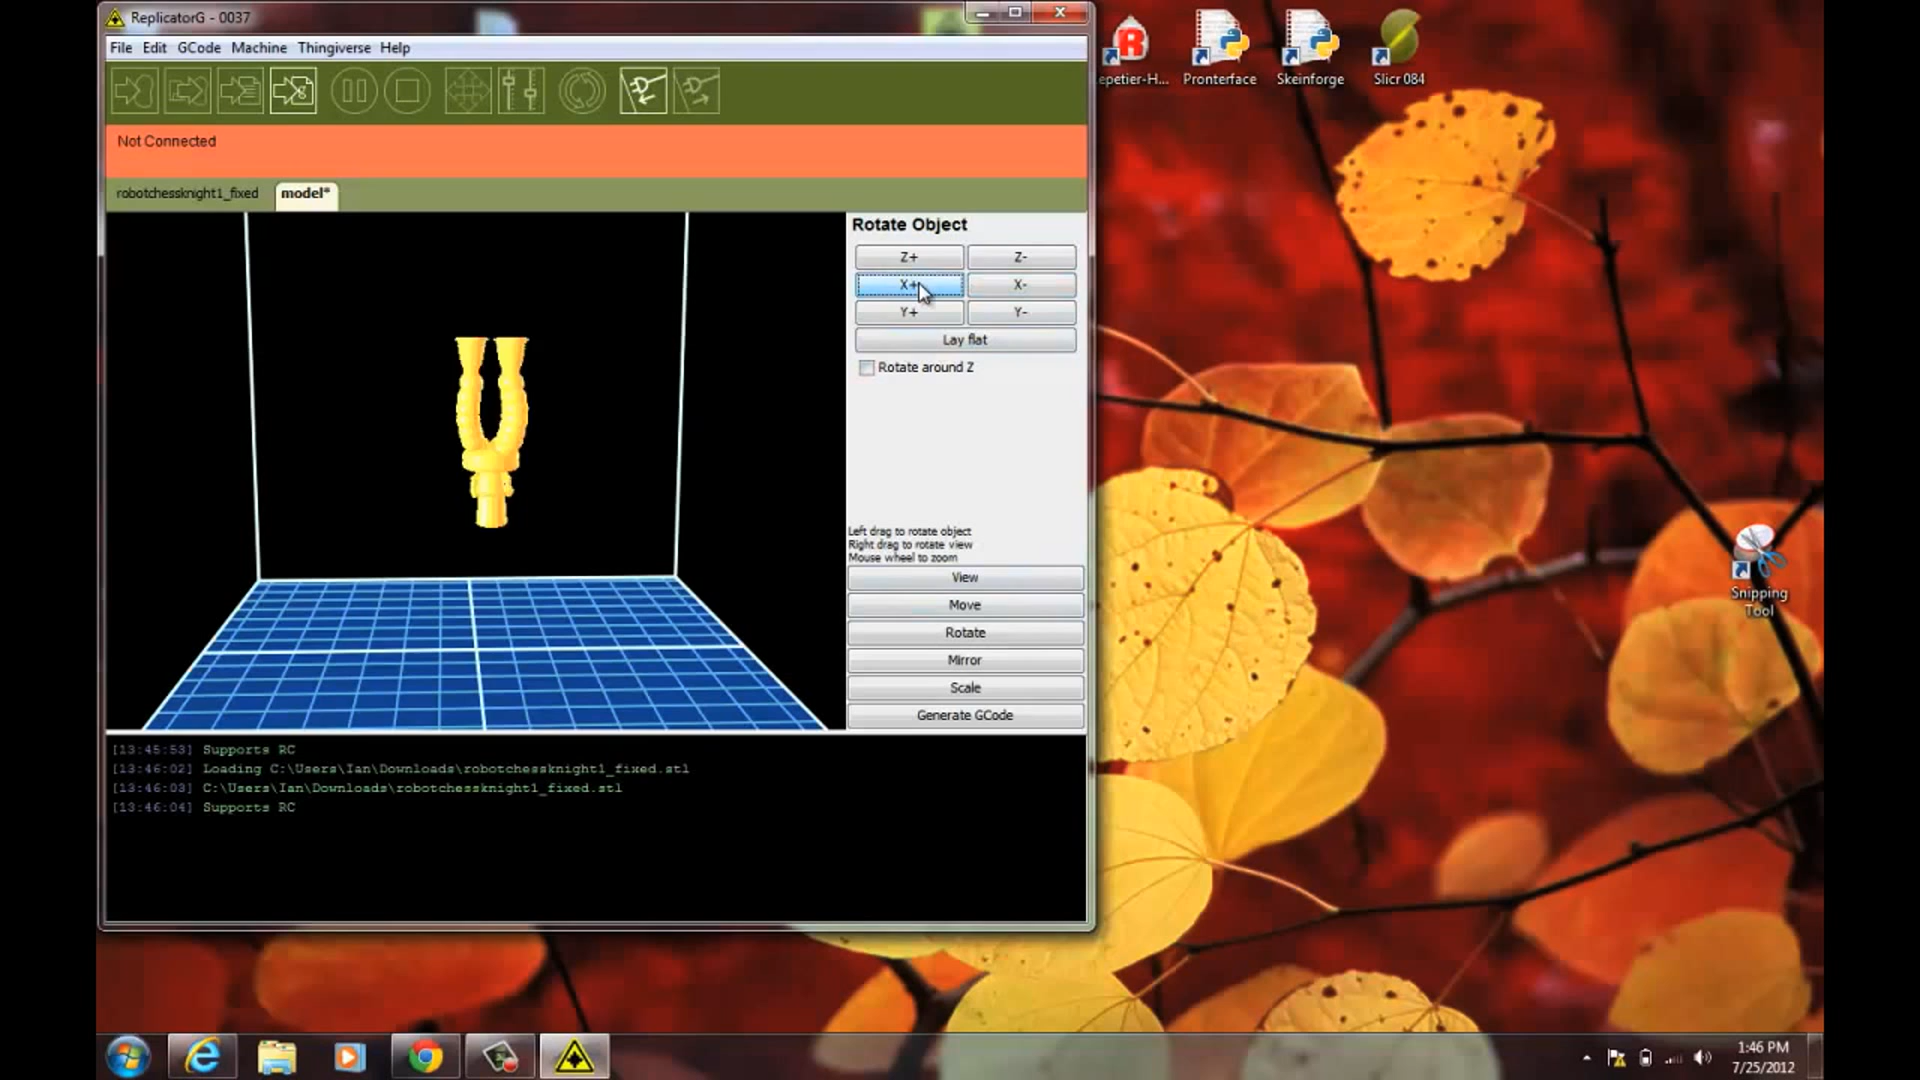 ReplicatorG - 0037
File Edit GCode Machine Thingiverse Help
Not Connected
robotchessknight1_fixed model*
Rotate Object
Z+ Z-
X+ X-
Y+ Y-
Lay flat
Rotate around Z
Left drag to rotate object
Right drag to rotate view
Mouse wheel to zoom
View
Move
Rotate
Mirror
Scale
Generate GCode
[13:45:53] Supports RC
[13:46:02] Loading C:\Users\Ian\Downloads\robotchessknight1_fixed.stl
[13:46:03] C:\Users\Ian\Downloads\robotchessknight1_fixed.stl
[13:46:04] Supports RC
epetier-H... Pronterface Skeinforge Slicr 084
Snipping
Tool
1:46 PM
7/25/2012